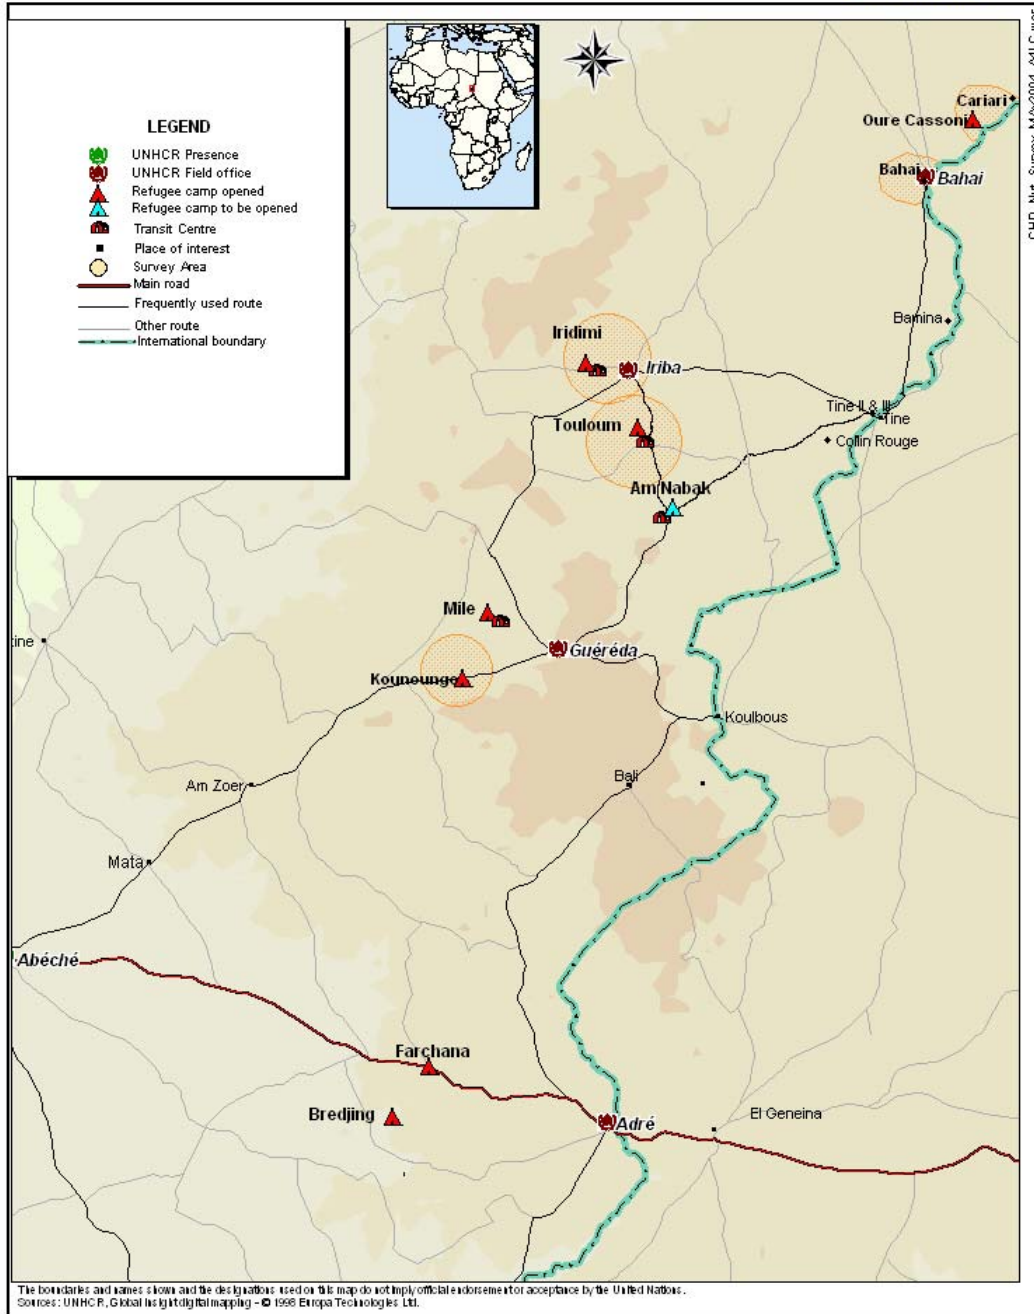 LEGEND
UNHCR Presence
UNHCR Field office
Refugee camp opened
Refugee camp to be opened
Transit Centre
Place of interest
Survey Area
Main road
Frequently used route
Other route
International boundary
Cariari
Oure Cassoni
Bahai
Bahai
Bamina
Iridimi
Iriba
Tine II & III
Tine
Touloum
Collin Rouge
Am Nabak
Mile
Guéréda
Kounoungo
Koulbous
Bali
Am Zoer
Mata
Abéché
Farchana
Bredjing
Adré
El Geneina
The boundaries and names shown and the designations used on this map do not imply official endorsement or acceptance by the United Nations.
Sources: UNHCR, Global Insight digital mapping - © 1998 Europa Technologies Ltd.